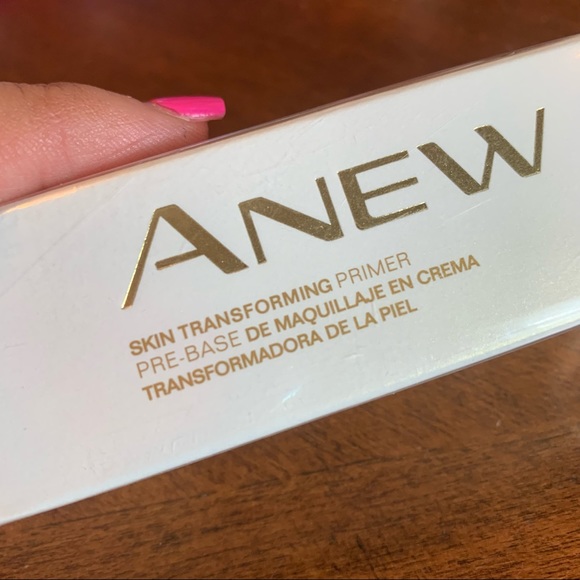 ANEW
SKIN TRANSFORMING PRIMER
PRE-BASE DE MAQUILLAJE EN CREMA
TRANSFORMADORA DE LA PIEL